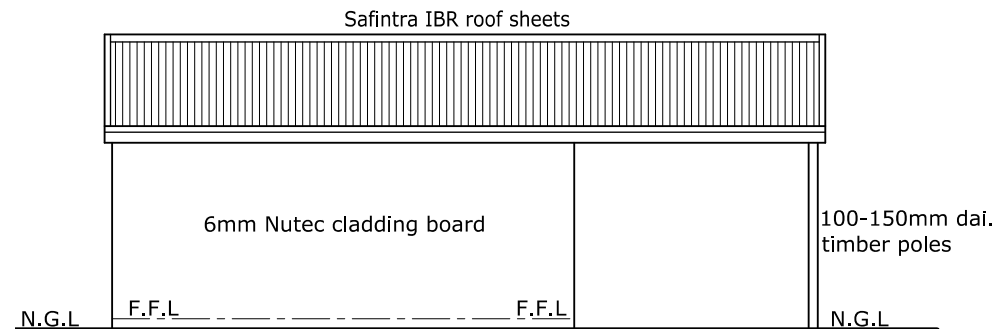 Safintra IBR roof sheets
6mm Nutec cladding board
100-150mm dai.
timber poles
F.F.L
F.F.L
N.G.L
N.G.L